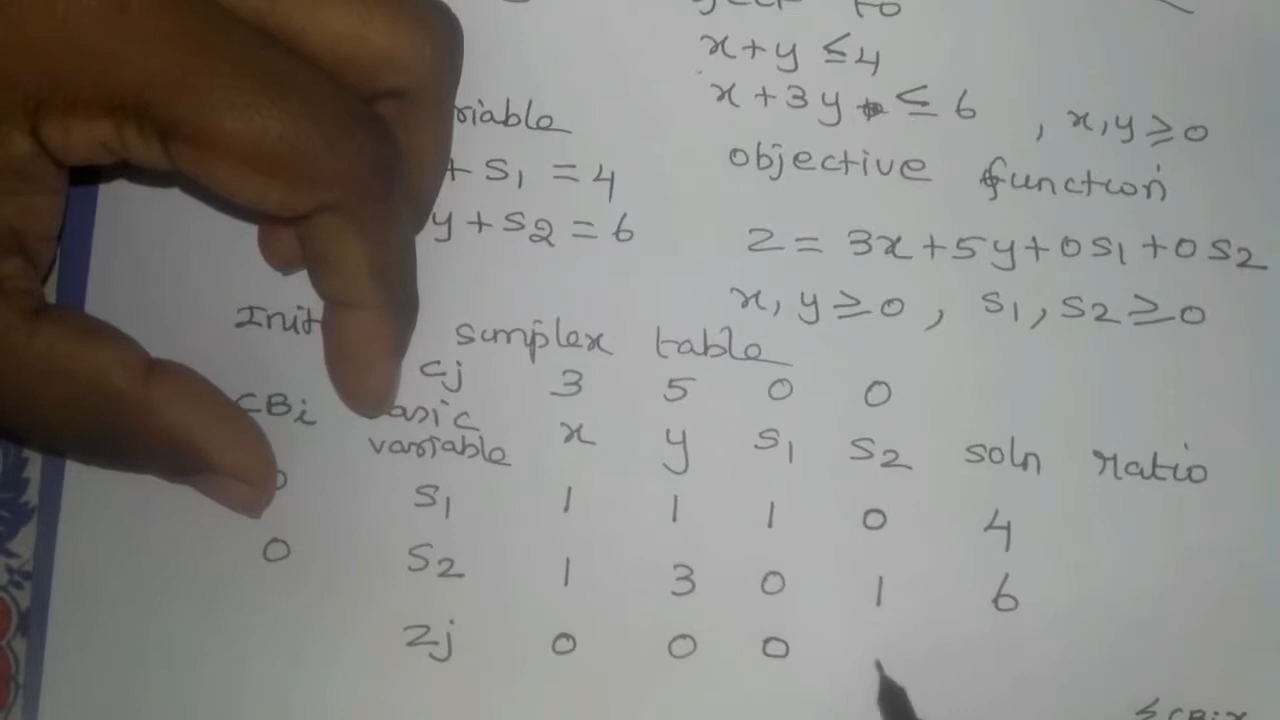 to
x+y ≤4
x+3y ≤ 6 , x,y≥0
objective function
+ S1 = 4
y+S2 = 6
Z = 3x+5y+0S1+0S2
x, y≥0 , S1, S2≥0
simplex table
Cj 3 5 0 0
CBi variable x y S1 S2 soln ratio
S1 1 1 1 0 4
0 S2 1 3 0 1 6
Zj 0 0 0